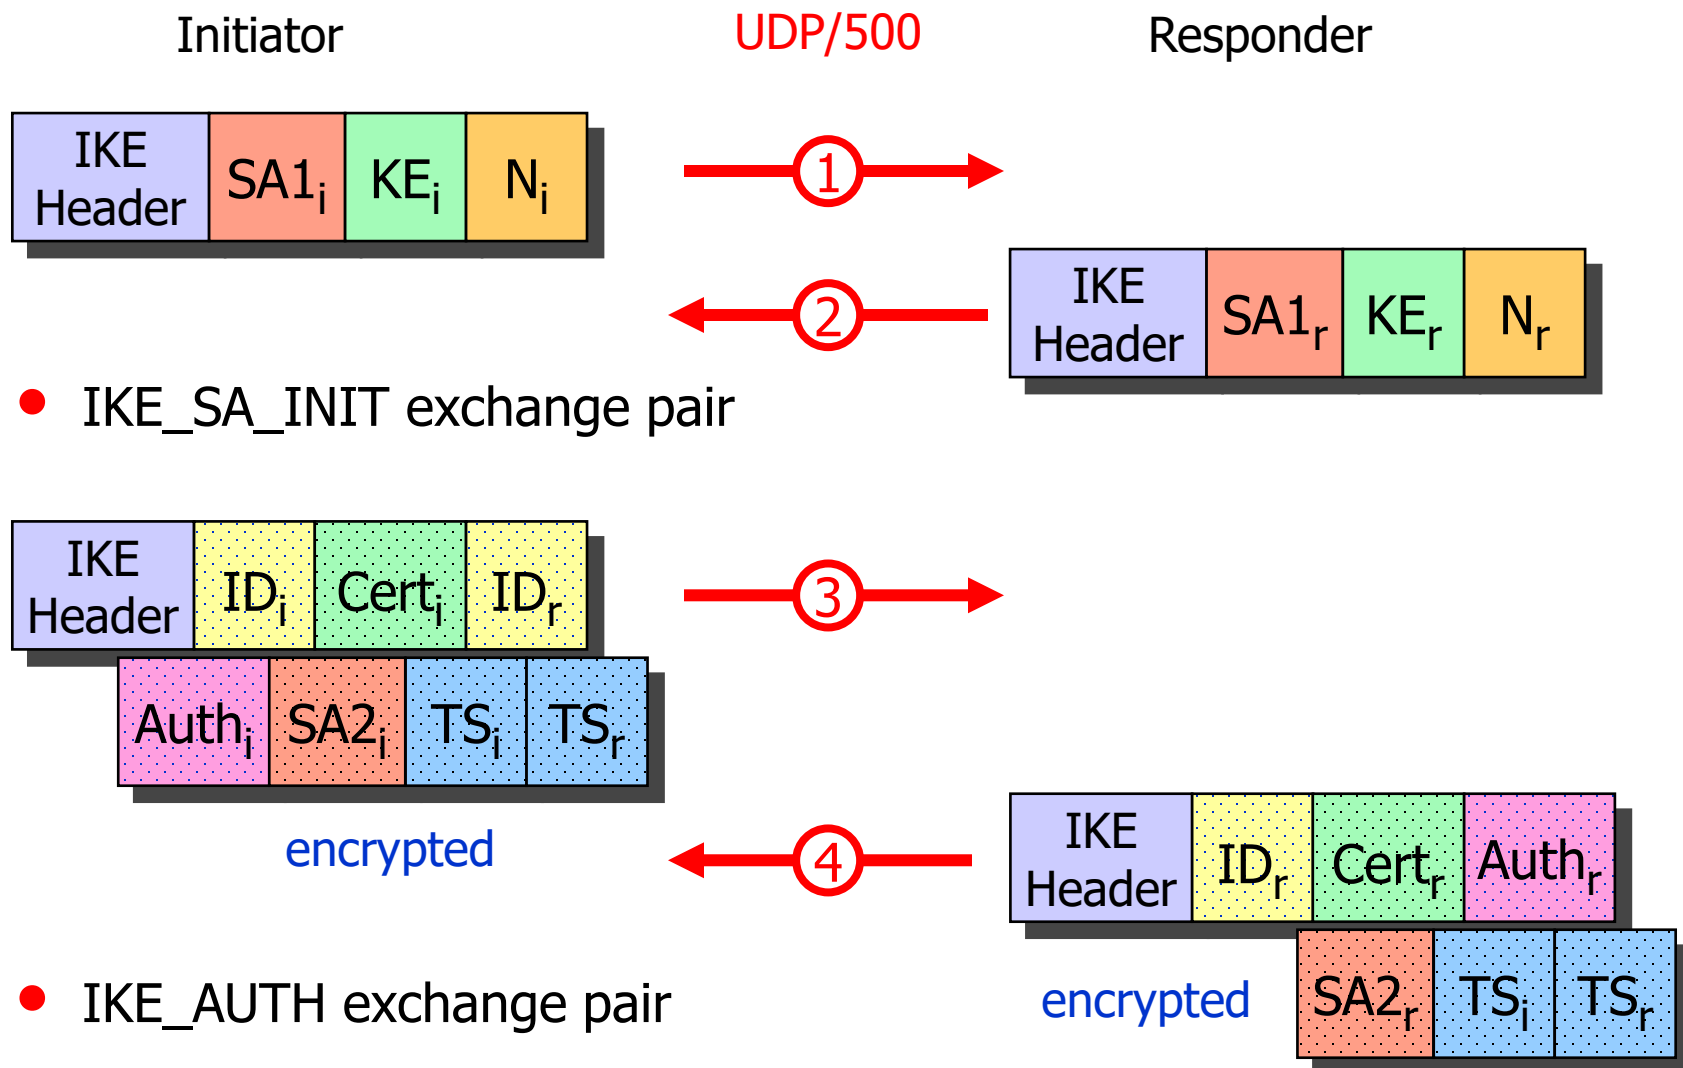 Initiator UDP/500 Responder
IKE Header SA1i KEi Ni
1
IKE Header SA1r KEr Nr
2
• IKE_SA_INIT exchange pair
IKE Header IDi Certi IDr
Authi SA2i TSi TSr
3
encrypted
4
IKE Header IDr Certr Authr
SA2r TSi TSr
encrypted
• IKE_AUTH exchange pair